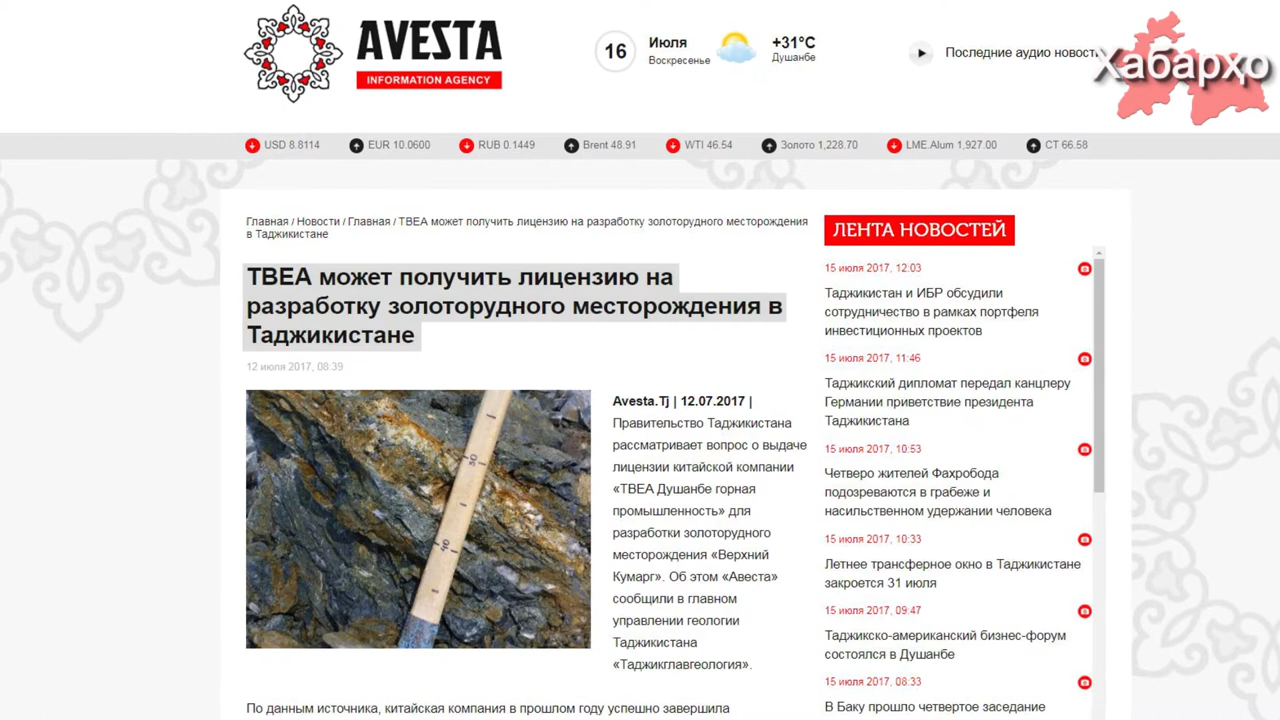 AVESTA
INFORMATION AGENCY
16
Июля
Воскресенье
+31°C
Душанбе
Последние аудио новост
Хабарҳо
USD 8.8114
EUR 10.0600
RUB 0.1449
Brent 48.91
WTI 46.54
Золото 1,228.70
LME.Alum 1,927.00
CT 66.58
Главная / Новости / Главная / ТВЕА может получить лицензию на разработку золоторудного месторождения
в Таджикистане
ТВЕА может получить лицензию на
разработку золоторудного месторождения в
Таджикистане
12 июля 2017, 08:39
30
40
Avesta.Tj | 12.07.2017 |
Правительство Таджикистана
рассматривает вопрос о выдаче
лицензии китайской компании
«ТВЕА Душанбе горная
промышленность» для
разработки золоторудного
месторождения «Верхний
Кумарг». Об этом «Авеста»
сообщили в главном
управлении геологии
Таджикистана
«Таджикглавгеология».
По данным источника, китайская компания в прошлом году успешно завершила
ЛЕНТА НОВОСТЕЙ
15 июля 2017, 12:03
Таджикистан и ИБР обсудили
сотрудничество в рамках портфеля
инвестиционных проектов
15 июля 2017, 11:46
Таджикский дипломат передал канцлеру
Германии приветствие президента
Таджикистана
15 июля 2017, 10:53
Четверо жителей Фахробода
подозреваются в грабеже и
насильственном удержании человека
15 июля 2017, 10:33
Летнее трансферное окно в Таджикистане
закроется 31 июля
15 июля 2017, 09:47
Таджикско-американский бизнес-форум
состоялся в Душанбе
15 июля 2017, 08:33
В Баку прошло четвертое заседание